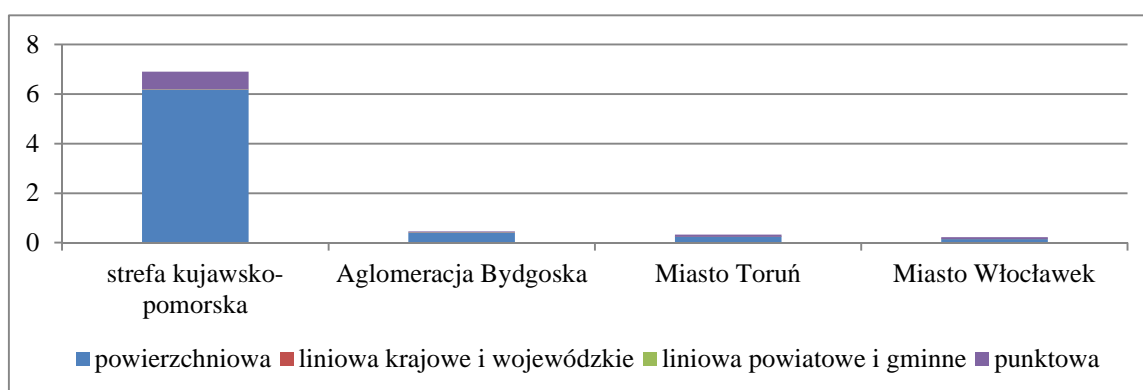 8
6
4
2
0
strefa kujawsko-
pomorska
Aglomeracja Bydgoska
Miasto Toruń
Miasto Włocławek
powierzchniowa liniowa krajowe i wojewódzkie liniowa powiatowe i gminne punktowa